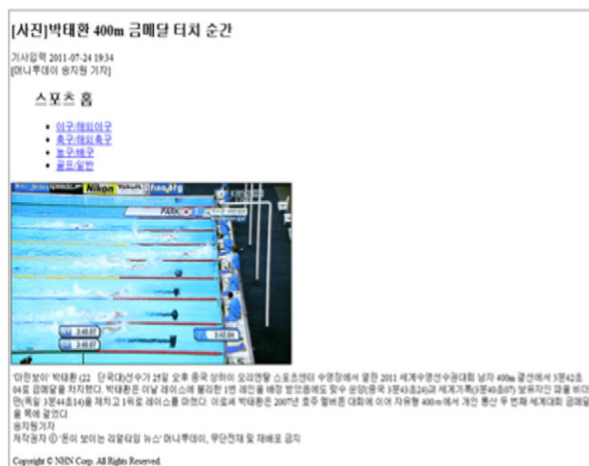 [사진]박태환 400m 금메달 터치 순간
기사입력 2011-07-24 19:34
[머니투데이 송지원 기자]
스포츠 홈
야구/해외야구
축구/해외축구
농구/배구
골프/일반
Nikon
PARK
3:45.07
3:45.07
'마린보이' 박태환 (22 단국대)선수가 25일 오후 중국 상하이 오리엔탈 스포츠센터 수영장에서 열린 2011 세계수영선수권대회 남자 400m 결선에서 3분42초
04로 금메달을 차지했다. 박태환은 이날 레이스에 불리한 1번 레인을 배정 받았음에도 맞수 쑨양(중국 3분43초24)과 세계기록(3분40초07) 보유자인 파울 비더
만(독일 3분44초14)을 제치고 1위로 레이스를 마쳤다. 이로써 박태환은 2007년 호주 멜버른 대회에 이어 자유형 400m에서 개인 통산 두 번째 세계대회 금메달
을 목에 걸었다
송지원기자
저작권자 ⓒ '돈이 보이는 리얼타임 뉴스' 머니투데이, 무단전재 및 재배포 금지
Copyright © NHN Corp. All Rights Reserved.